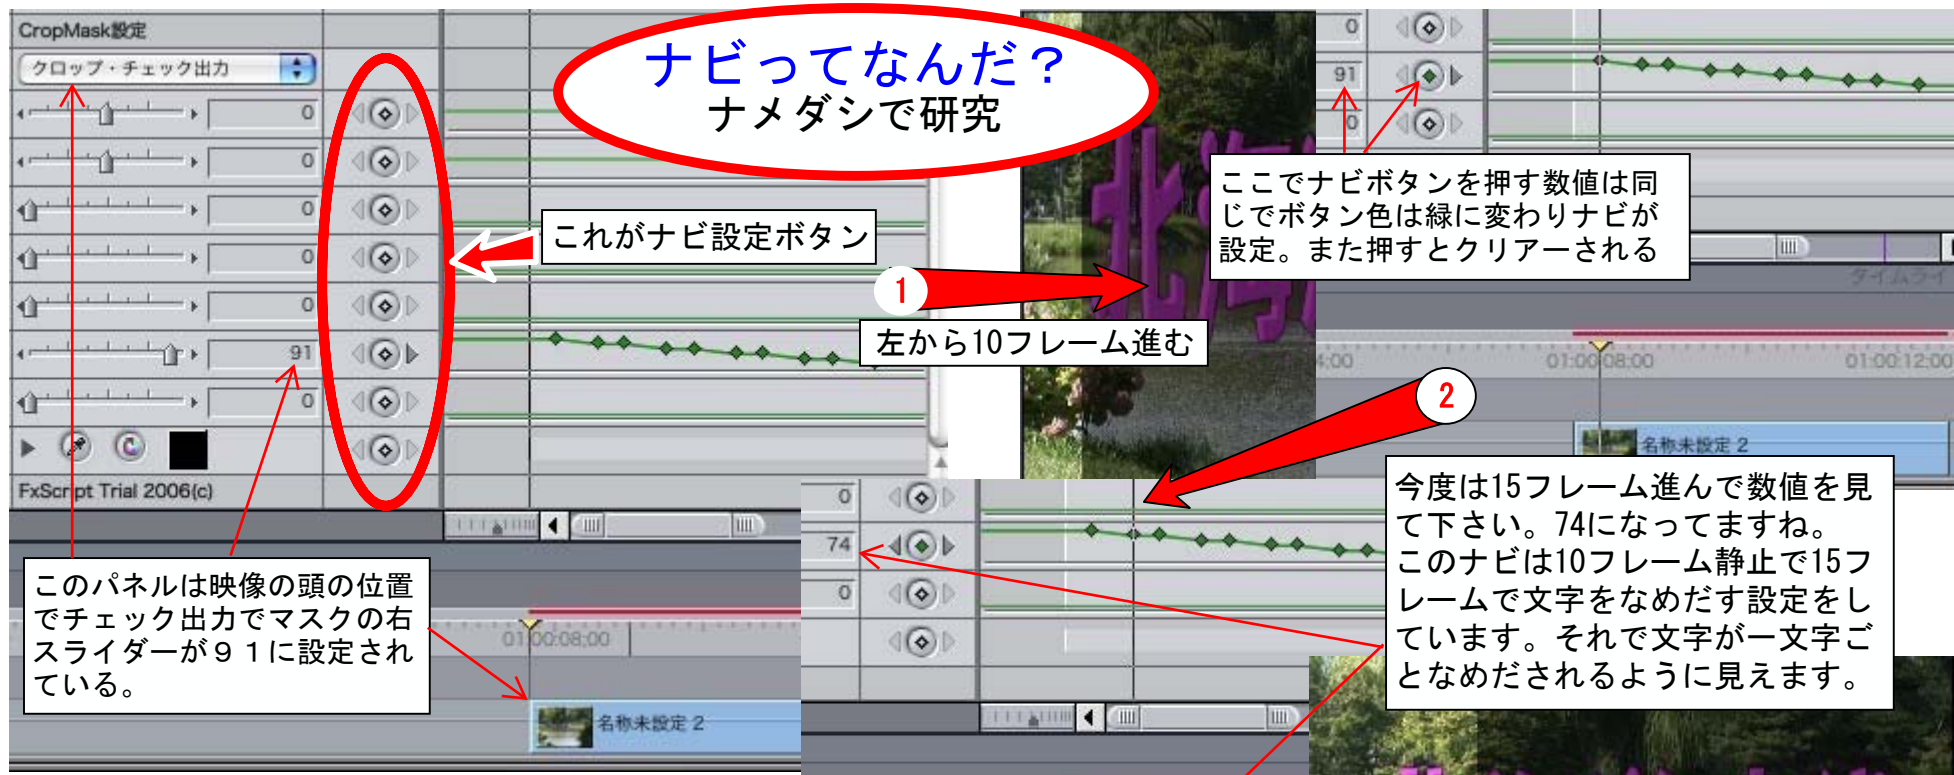 CropMask設定
クロップ・チェック出力
0
0
0
0
0
91
0
FxScript Trial 2006(c)
ナビってなんだ？
ナメダシで研究
これがナビ設定ボタン
このパネルは映像の頭の位置
でチェック出力でマスクの右
スライダーが９１に設定され
ている。
01:00:08;00
名称未設定 2
1
左から10フレーム進む
北海
0
91
0
ここでナビボタンを押す数値は同
じでボタン色は緑に変わりナビが
設定。また押すとクリアーされる
タイムライ
4;00
01:00:08;00
01:00:12;00
名称未設定 2
2
0
74
0
今度は15フレーム進んで数値を見
て下さい。74になってますね。
このナビは10フレーム静止で15フ
レームで文字をなめだす設定をし
ています。それで文字が一文字ご
となめだされるように見えます。